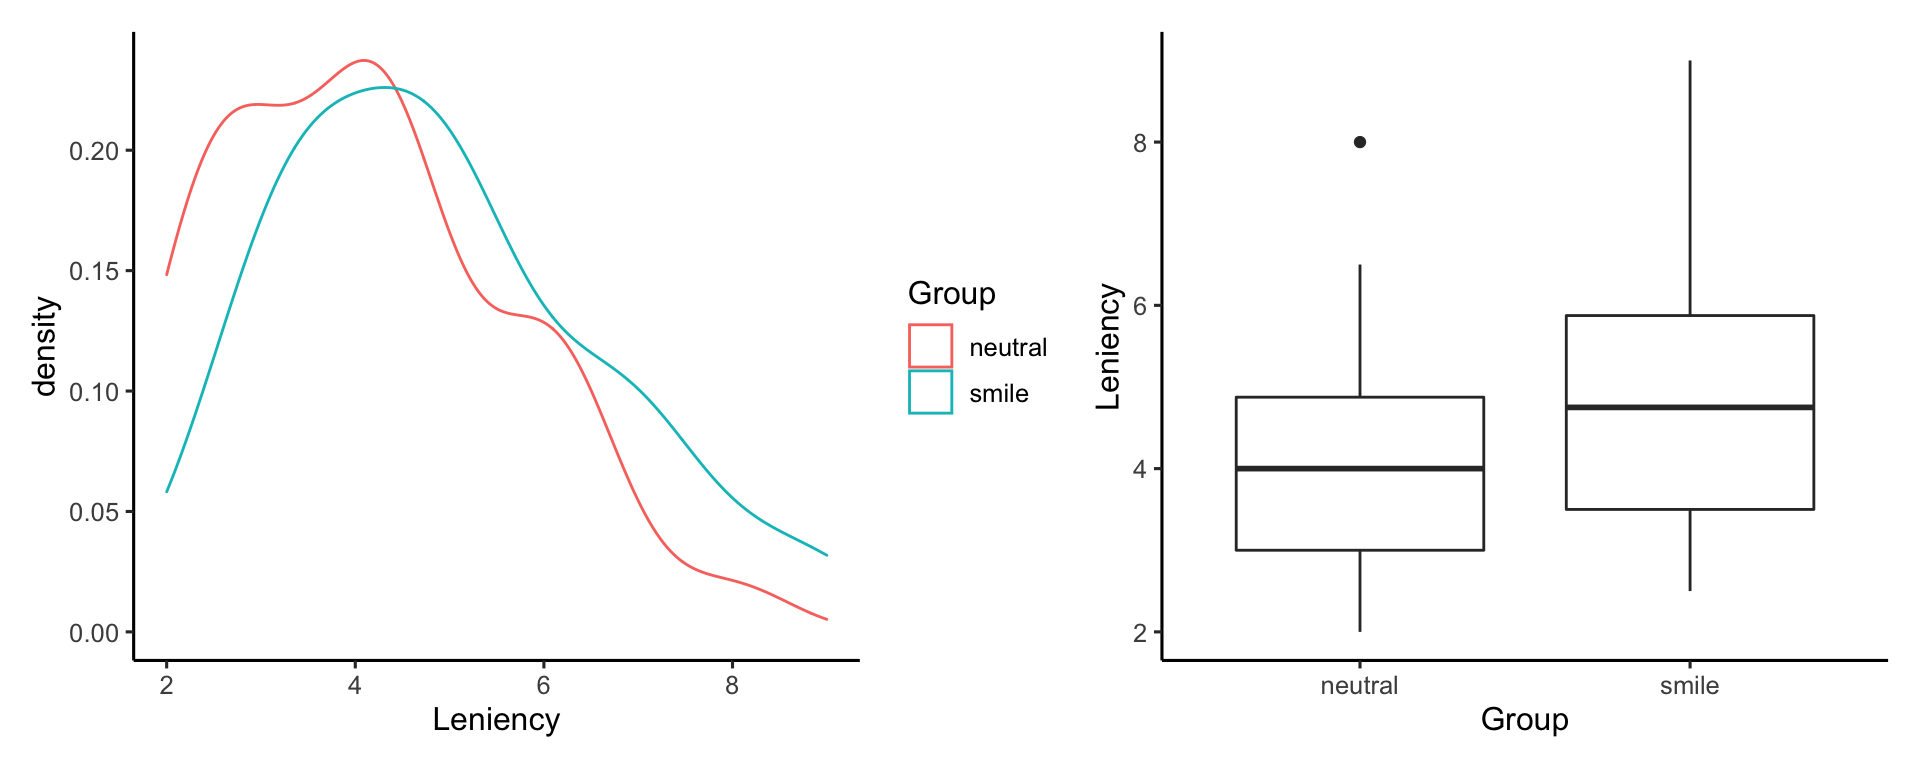 density
0.20
0.15
0.10
0.05
0.00
2 4 6 8
Leniency
Group
neutral
smile
Leniency
8
6
4
2
neutral smile
Group